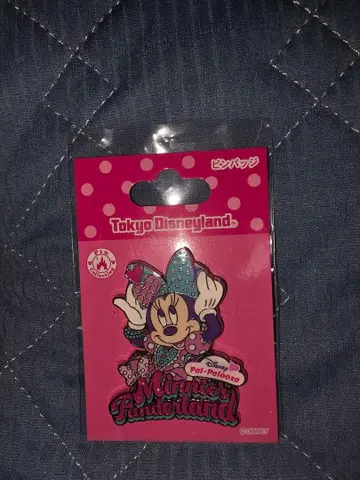 ピンバッジ
Tokyo Disneyland®
Disney
Pal-Palooza
Minnie's
Funderland
©DISNEY